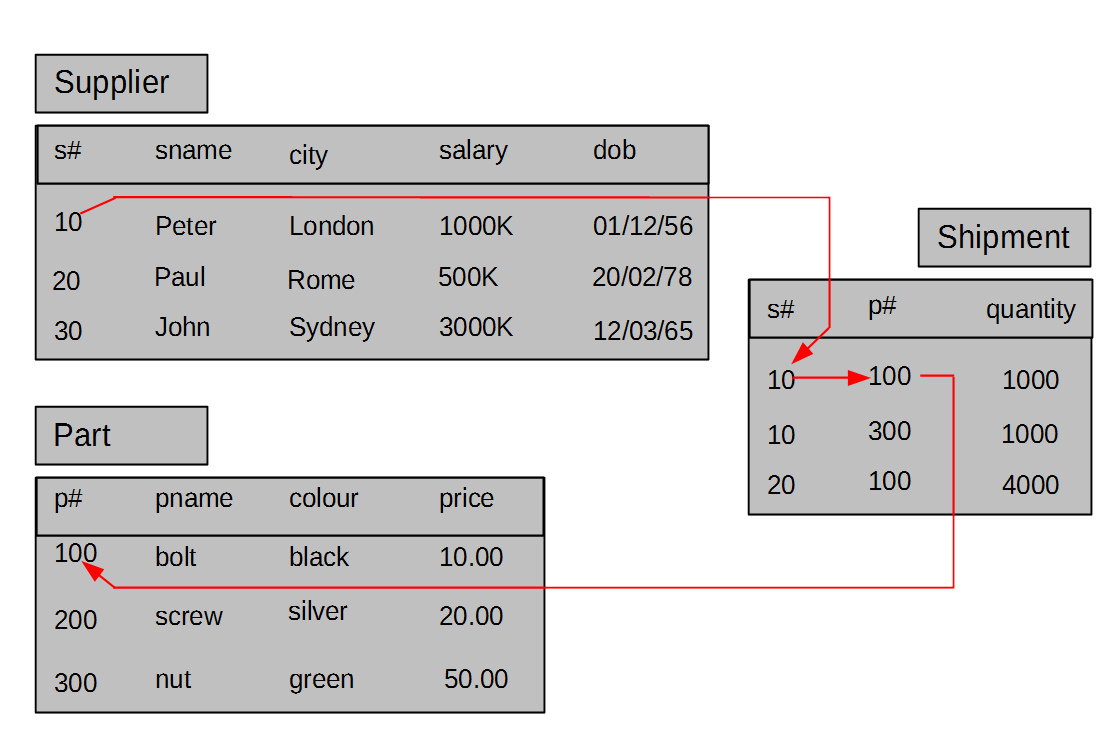 Supplier
s# sname city salary dob
10 Peter London 1000K 01/12/56
20 Paul Rome 500K 20/02/78
30 John Sydney 3000K 12/03/65
Shipment
s# p# quantity
10 100 1000
10 300 1000
20 100 4000
Part
p# pname colour price
100 bolt black 10.00
200 screw silver 20.00
300 nut green 50.00